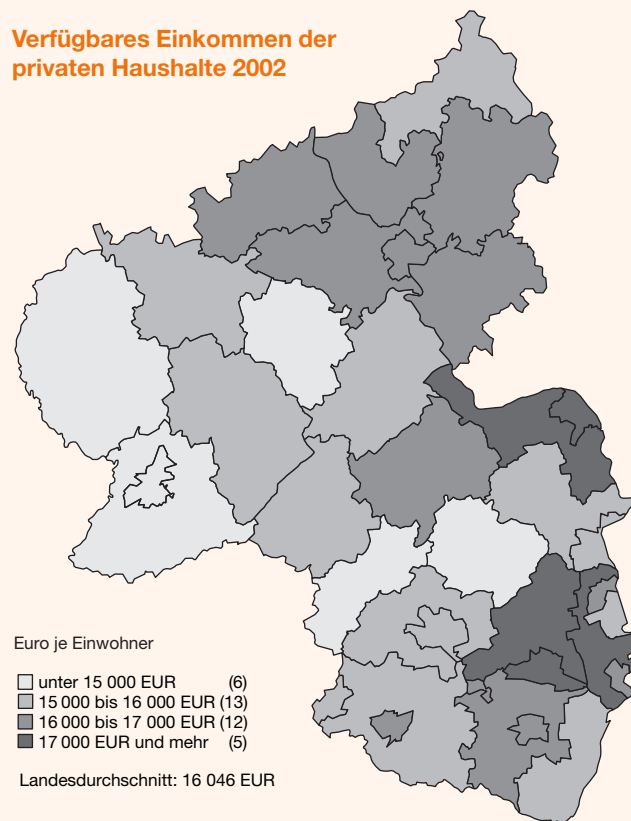 Verfügbares Einkommen der
privaten Haushalte 2002
Euro je Einwohner
unter 15 000 EUR (6)
15 000 bis 16 000 EUR (13)
16 000 bis 17 000 EUR (12)
17 000 EUR und mehr (5)
Landesdurchschnitt: 16 046 EUR